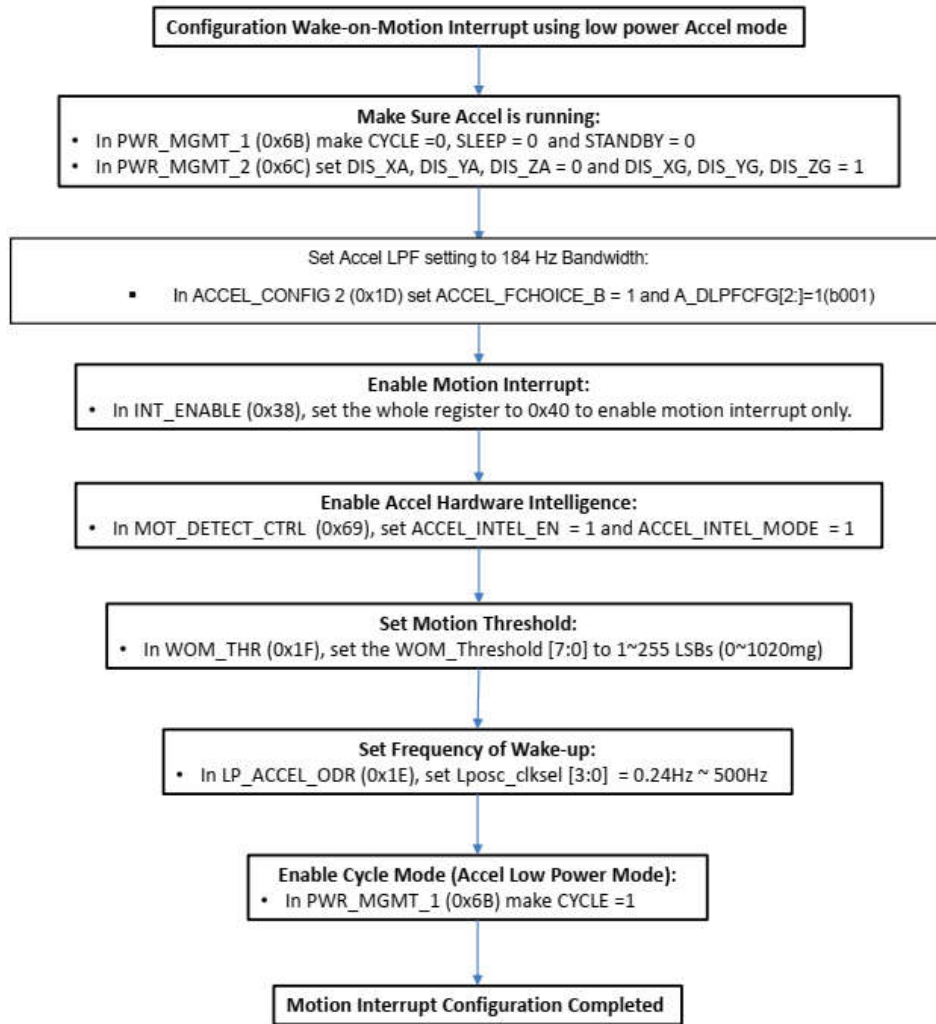 Configuration Wake-on-Motion Interrupt using low power Accel mode
Make Sure Accel is running:
• In PWR_MGMT_1 (0x6B) make CYCLE =0, SLEEP = 0 and STANDBY = 0
• In PWR_MGMT_2 (0x6C) set DIS_XA, DIS_YA, DIS_ZA = 0 and DIS_XG, DIS_YG, DIS_ZG = 1
Set Accel LPF setting to 184 Hz Bandwidth:
▪ In ACCEL_CONFIG 2 (0x1D) set ACCEL_FCHOICE_B = 1 and A_DLPFCFG[2:]=1(b001)
Enable Motion Interrupt:
• In INT_ENABLE (0x38), set the whole register to 0x40 to enable motion interrupt only.
Enable Accel Hardware Intelligence:
• In MOT_DETECT_CTRL (0x69), set ACCEL_INTEL_EN = 1 and ACCEL_INTEL_MODE = 1
Set Motion Threshold:
• In WOM_THR (0x1F), set the WOM_Threshold [7:0] to 1~255 LSBs (0~1020mg)
Set Frequency of Wake-up:
• In LP_ACCEL_ODR (0x1E), set Lposc_clksel [3:0] = 0.24Hz ~ 500Hz
Enable Cycle Mode (Accel Low Power Mode):
• In PWR_MGMT_1 (0x6B) make CYCLE =1
Motion Interrupt Configuration Completed